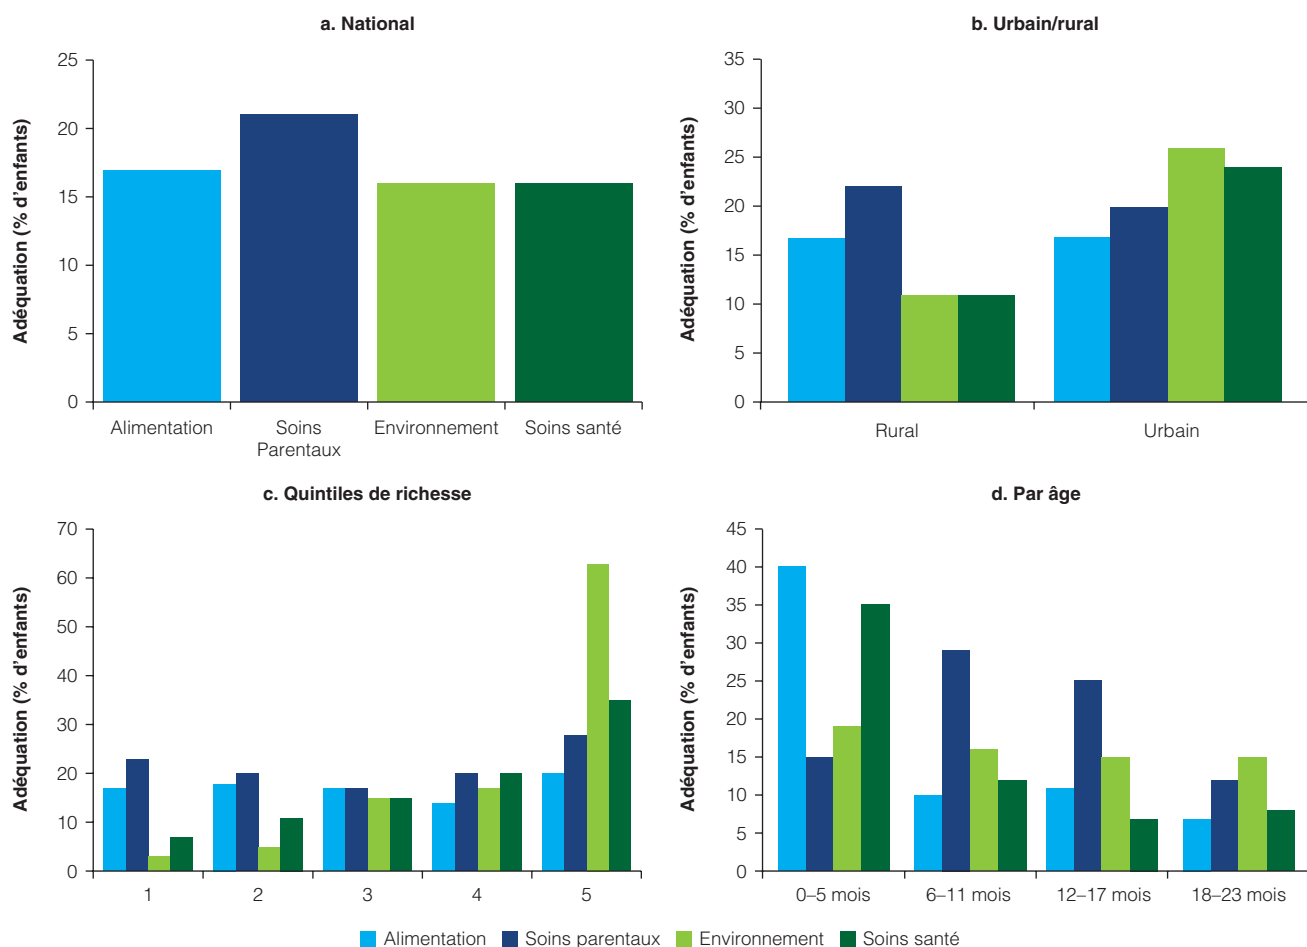 a. National
Adéquation (% d'enfants)
25
20
15
10
5
0
Alimentation
Soins
Parentaux
Environnement
Soins santé
b. Urbain/rural
Adéquation (% d'enfants)
35
30
25
20
15
10
5
0
Rural
Urbain
c. Quintiles de richesse
Adéquation (% d'enfants)
70
60
50
40
30
20
10
0
1
2
3
4
5
d. Par âge
Adéquation (% d'enfants)
45
40
35
30
25
20
15
10
5
0
0–5 mois
6–11 mois
12–17 mois
18–23 mois
Alimentation
Soins parentaux
Environnement
Soins santé